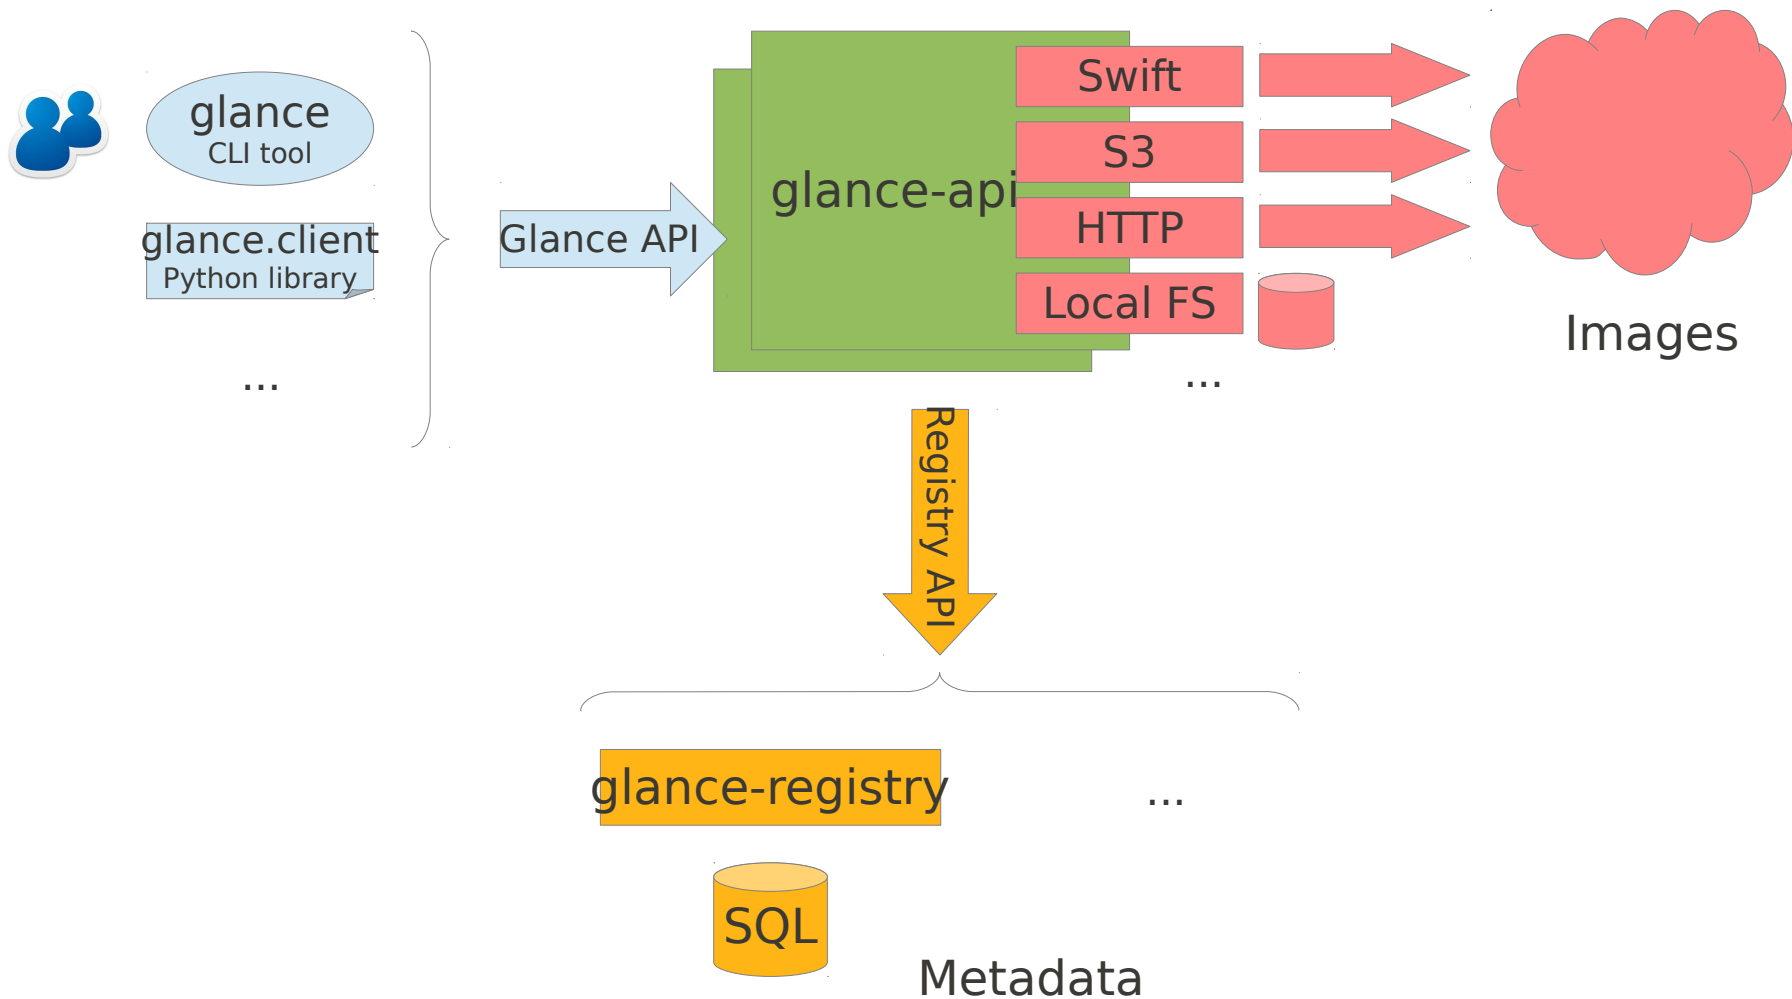 glance
CLI tool
glance.client
Python library
...
Glance API
glance-api
Swift
S3
HTTP
Local FS
...
Images
Registry API
glance-registry
...
SQL
Metadata